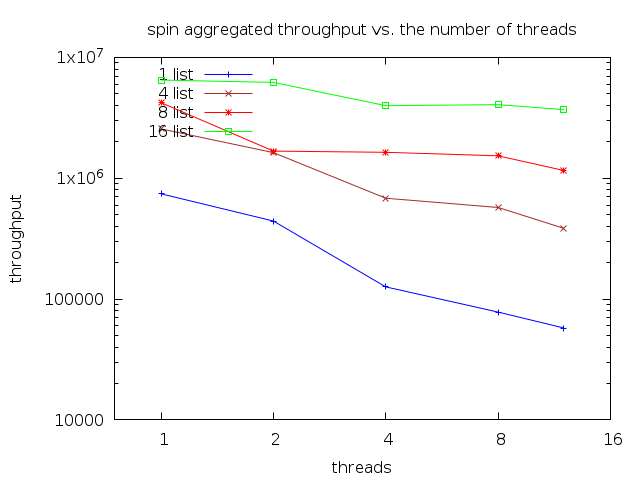 spin aggregated throughput vs. the number of threads
1x10^7
1 list
4 list
8 list
16 list
1x10^6
throughput
100000
10000
1 2 4 8 16
threads